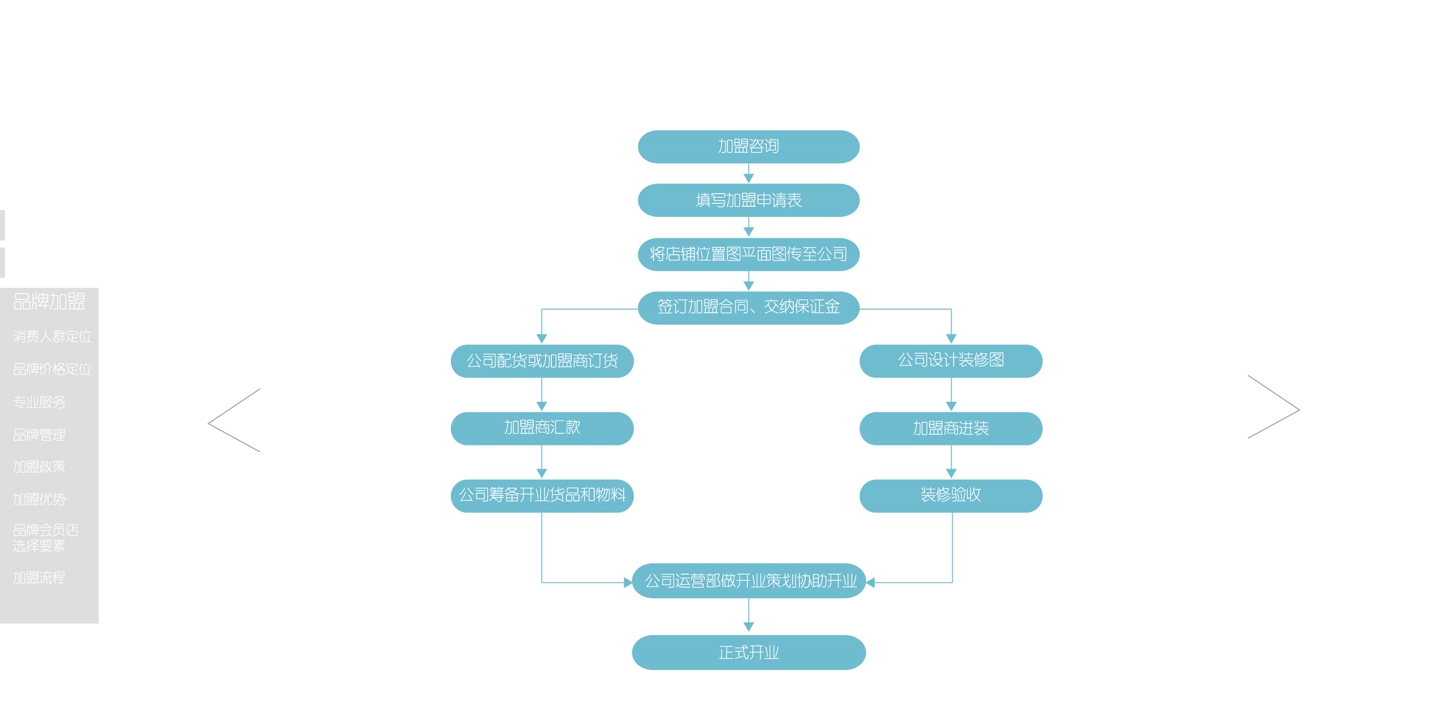 品牌加盟
消费人群定位
品牌价格定位
专业服务
品牌管理
加盟政策
加盟优势
品牌会员店
选择要素
加盟流程
加盟咨询
填写加盟申请表
将店铺位置图平面图传至公司
签订加盟合同、交纳保证金
公司配货或加盟商订货
公司设计装修图
加盟商汇款
加盟商进装
公司筹备开业货品和物料
装修验收
公司运营部做开业策划协助开业
正式开业